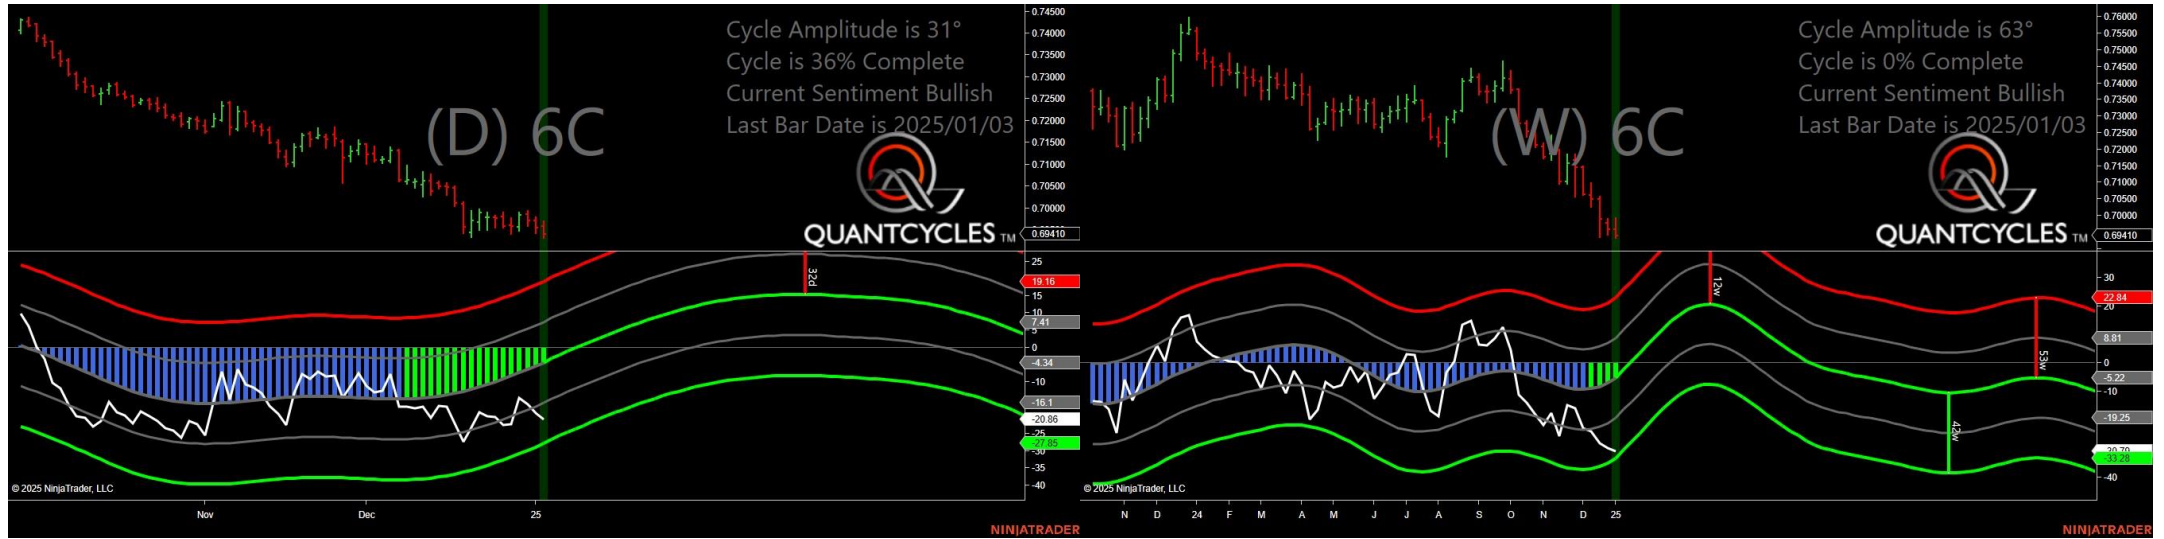 Cycle Amplitude is 31°
Cycle is 36% Complete
Current Sentiment Bullish
Last Bar Date is 2025/01/03
(D) 6C
QUANTCYCLES TM
0.74500
0.74000
0.73500
0.73000
0.72500
0.72000
0.71500
0.71000
0.70500
0.70000
0.69410
32d
25
19.16
15
10
7.41
5
0
-4.34
-10
-16.1
-20.86
-25
-27.85
-30
-35
-40
© 2025 NinjaTrader, LLC
Nov
Dec
25
NINJATRADER
Cycle Amplitude is 63°
Cycle is 0% Complete
Current Sentiment Bullish
Last Bar Date is 2025/01/03
(W) 6C
QUANTCYCLES TM
0.76000
0.75500
0.75000
0.74500
0.74000
0.73500
0.73000
0.72500
0.72000
0.71500
0.71000
0.70500
0.70000
0.69410
12w
53w
42w
30
22.84
20
8.81
0
-5.22
-10
-19.25
-33.28
-40
© 2025 NinjaTrader, LLC
N D 24 F M A M J J A S O N D 25
NINJATRADER